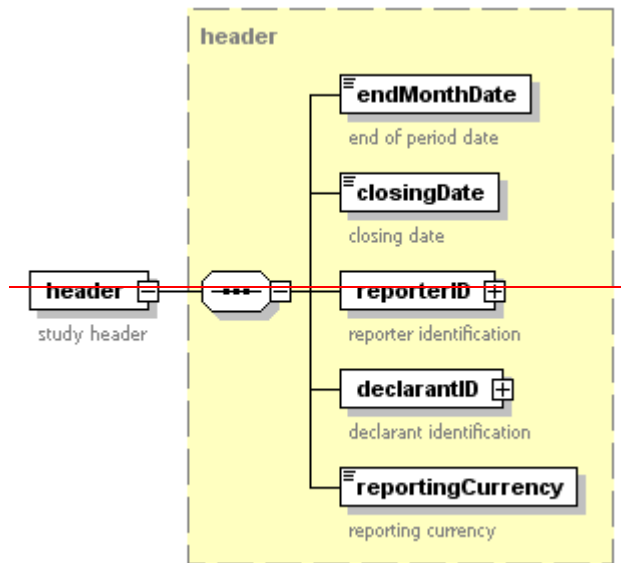 header
endMonthDate
end of period date
closingDate
closing date
header
study header
reporterID
reporter identification
declarantID
declarant identification
reportingCurrency
reporting currency